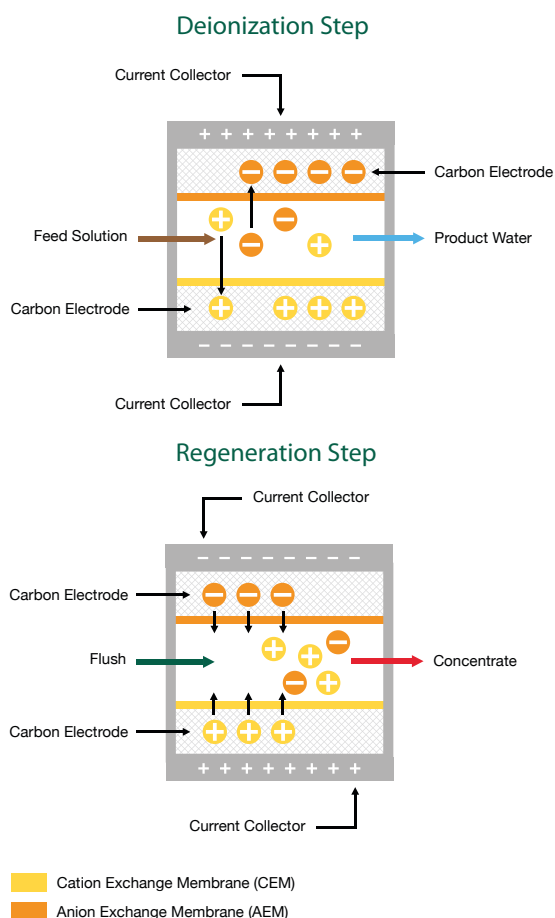 Deionization Step
Current Collector
+ + + + + + + +
− − − −
Carbon Electrode
+ −
Feed Solution
− +
Product Water
Carbon Electrode
+ + + +
− − − − − − − −
Current Collector
Regeneration Step
Current Collector
− − − − − − − −
Carbon Electrode
− − −
+ + −
Flush
Concentrate
− +
Carbon Electrode
+ + +
+ + + + + + + +
Current Collector
Cation Exchange Membrane (CEM)
Anion Exchange Membrane (AEM)